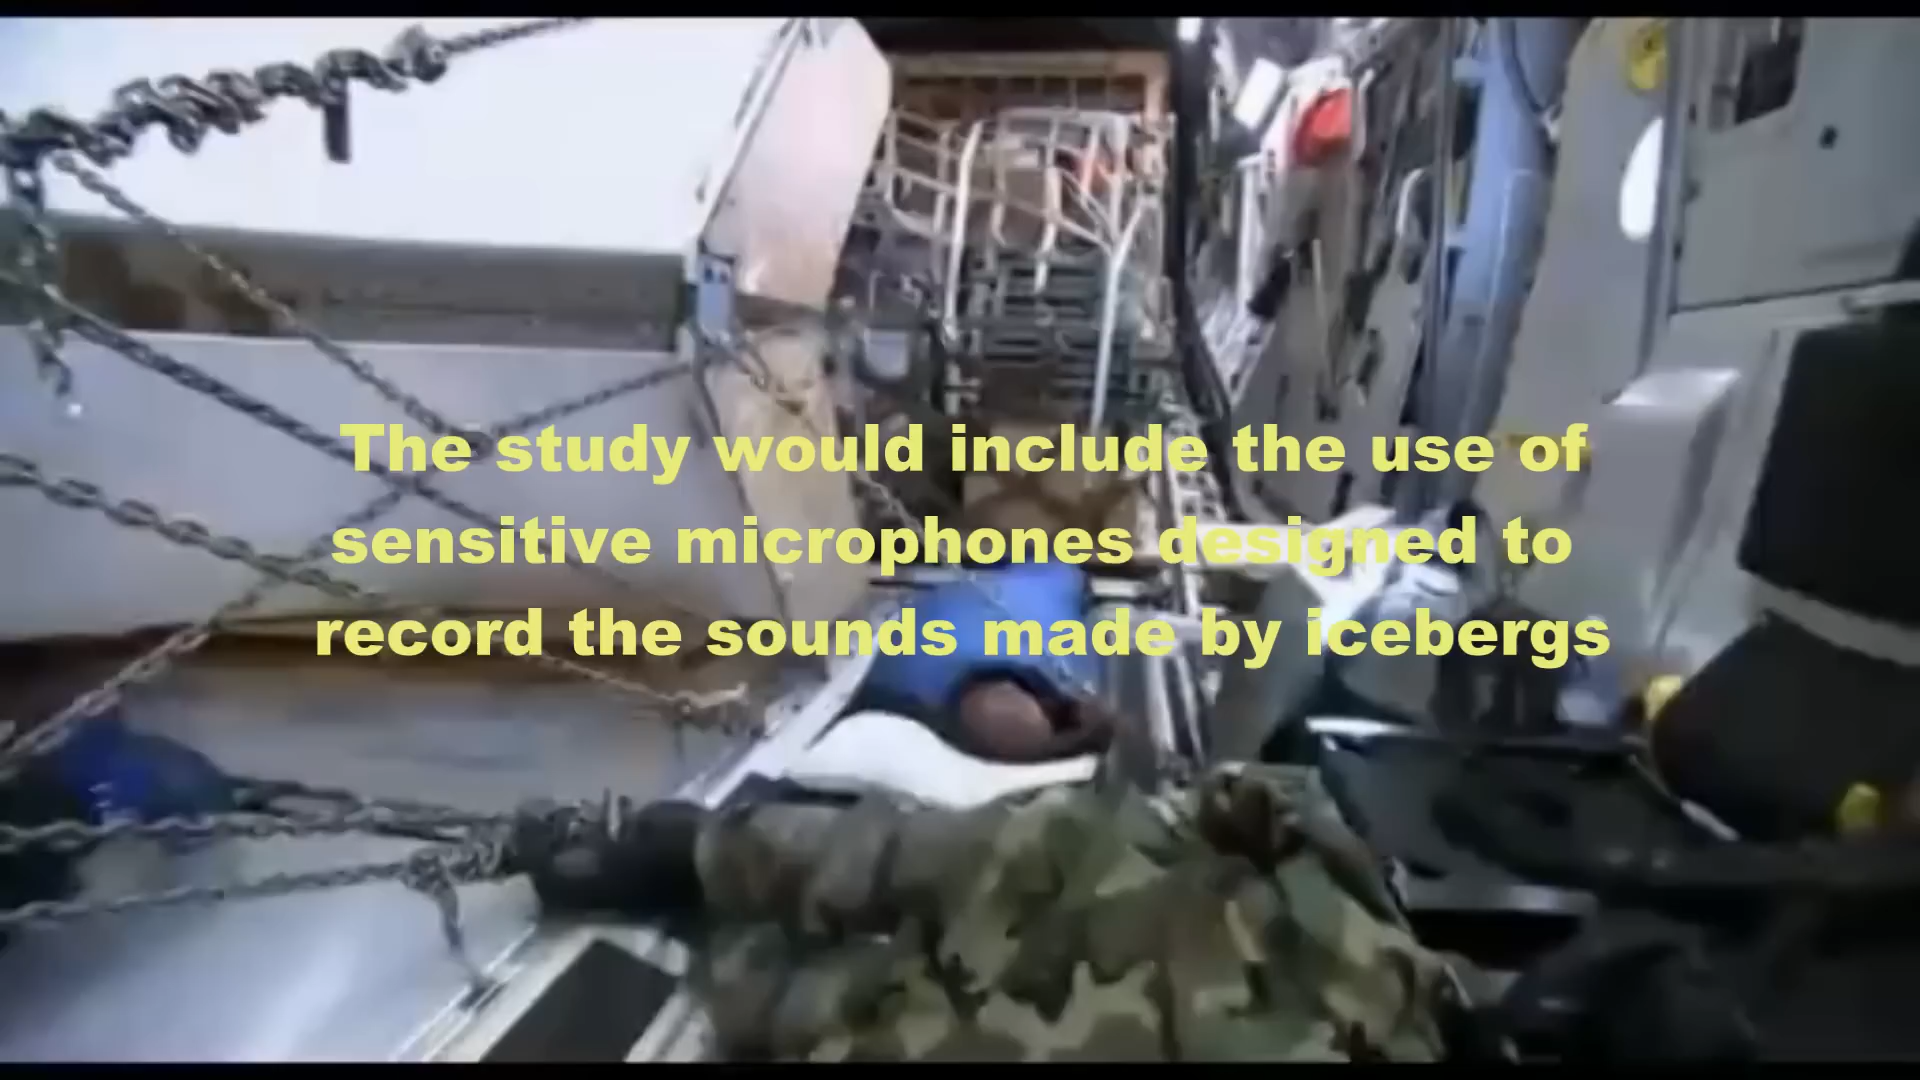 The study would include the use of
sensitive microphones designed to
record the sounds made by icebergs